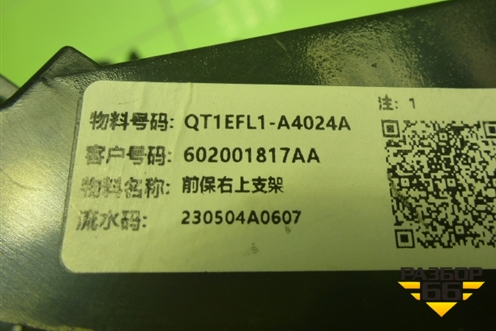 注: 1
物料号码: QT1EFL1-A4024A
客户号码: 602001817AA
物料名称: 前保右上支架
流水码: 230504A0607
РАЗБОР
66